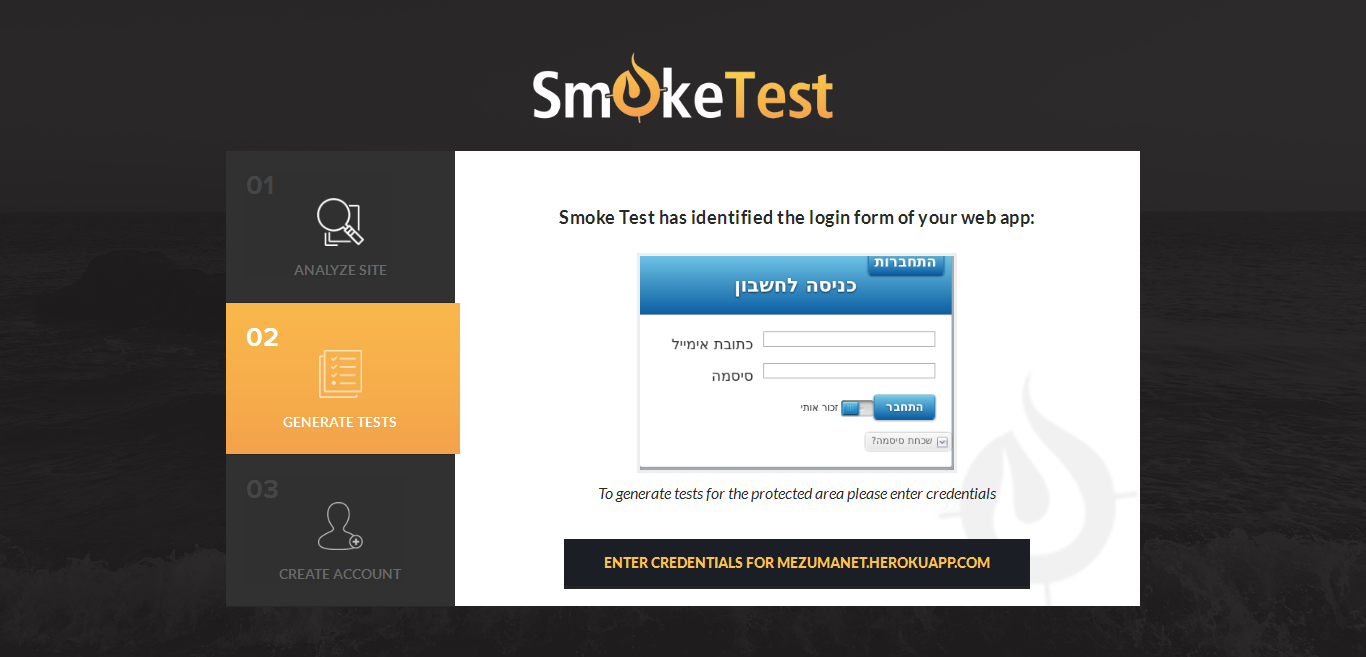 SmokeTest
01
ANALYZE SITE
02
GENERATE TESTS
03
CREATE ACCOUNT
Smoke Test has identified the login form of your web app:
התחברות
כניסה לחשבון
כתובת אימייל
סיסמה
זכור אותי
התחבר
שכחת סיסמה?
To generate tests for the protected area please enter credentials
ENTER CREDENTIALS FOR MEZUMANET.HEROKUAPP.COM